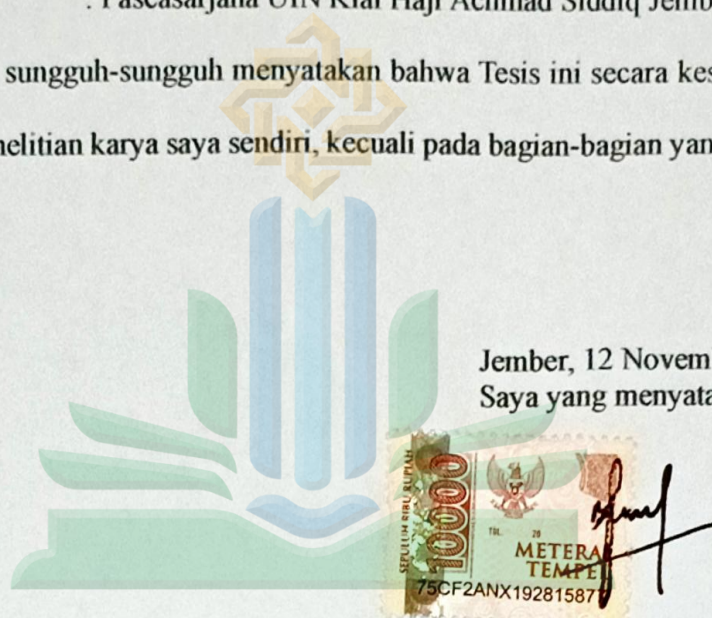 : Pascasarjana UIN Kiai Haji Achmad Siddiq Jemb
sungguh-sungguh menyatakan bahwa Tesis ini secara kes
nelitian karya saya sendiri, kecuali pada bagian-bagian yan
Jember, 12 Novem
Saya yang menyata
SEPULUH RIBU RUPIAH
10000
TGL. 20
METERA
TEMPE
75CF2ANX19281587